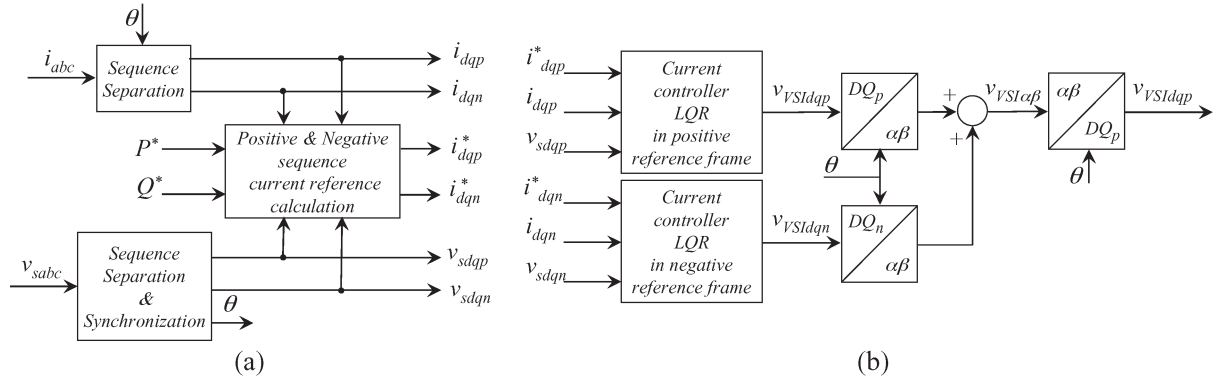 θ
i_abc
Sequence
Separation
i_dqp
i_dqn
P*
Q*
Positive & Negative
sequence
current reference
calculation
i*_dqp
i*_dqn
v_sabc
Sequence
Separation
&
Synchronization
v_sdqp
v_sdqn
θ
(a)
i*_dqp
i_dqp
v_sdqp
Current
controller
LQR
in positive
reference frame
v_VSIdqp
DQ_p
αβ
+
+
v_VSIαβ
αβ
DQ_p
v_VSIdqp
θ
θ
i*_dqn
i_dqn
v_sdqn
Current
controller
LQR
in negative
reference frame
v_VSIdqn
DQ_n
αβ
(b)